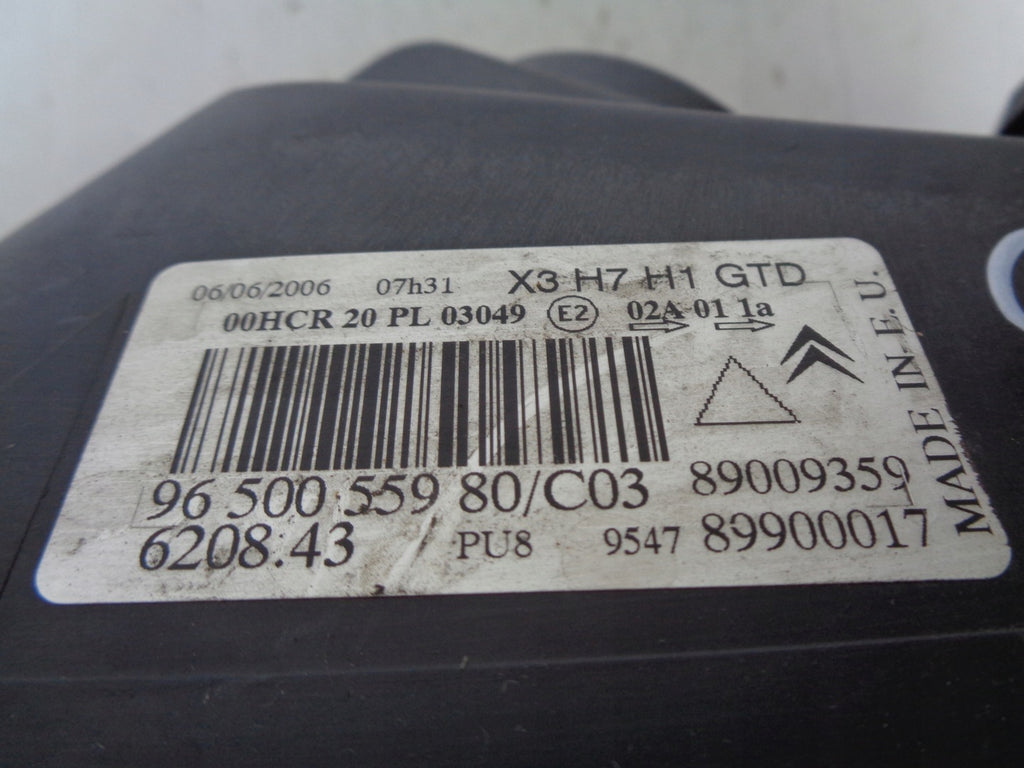 06/06/2006 07h31 X3 H7 H1 GTD
00HCR 20 PL 03049 E2 02A 01 1a
96 500 559 80/C03 89009359
6208.43 PU8 9547 89900017
MADE IN E.U.